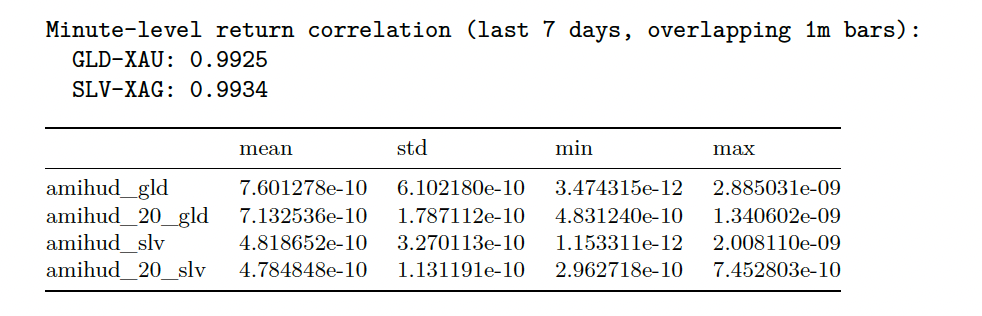 Minute-level return correlation (last 7 days, overlapping 1m bars):
GLD-XAU: 0.9925
SLV-XAG: 0.9934
mean std min max
amihud_gld 7.601278e-10 6.102180e-10 3.474315e-12 2.885031e-09
amihud_20_gld 7.132536e-10 1.787112e-10 4.831240e-10 1.340602e-09
amihud_slv 4.818652e-10 3.270113e-10 1.153311e-12 2.008110e-09
amihud_20_slv 4.784848e-10 1.131191e-10 2.962718e-10 7.452803e-10